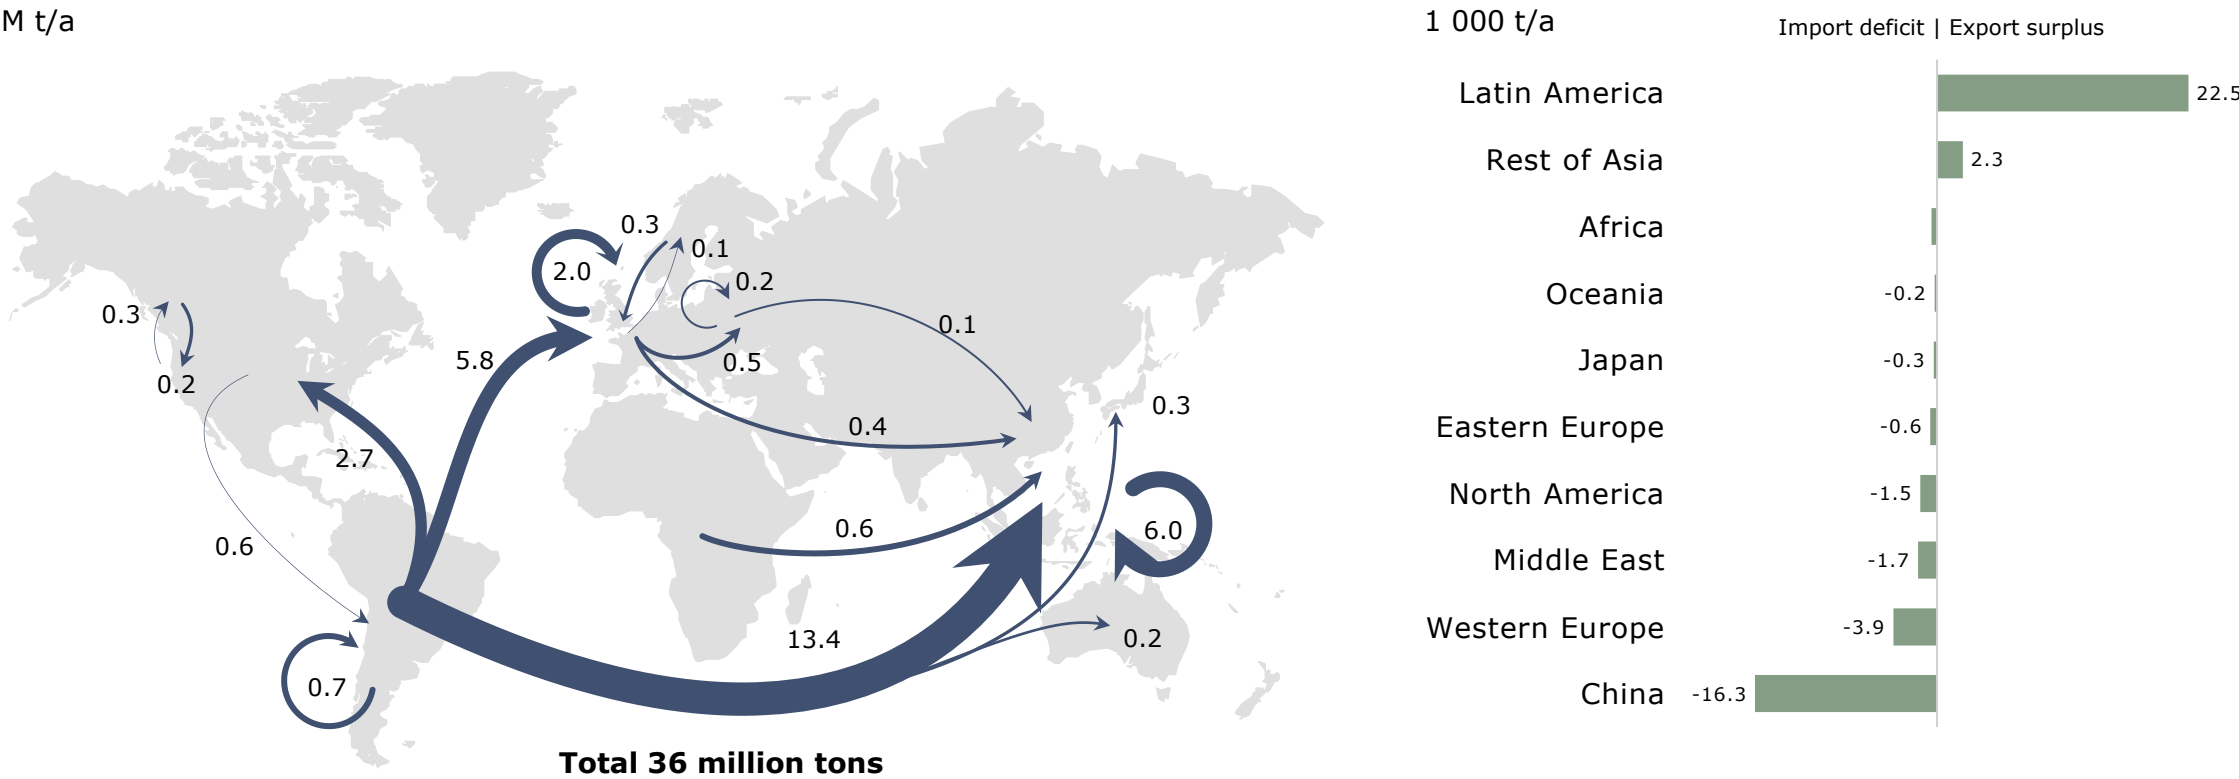 M t/a
1 000 t/a
Import deficit | Export surplus
Latin America
22.5
Rest of Asia
2.3
Africa
Oceania
-0.2
Japan
-0.3
Eastern Europe
-0.6
North America
-1.5
Middle East
-1.7
Western Europe
-3.9
China
-16.3
0.3
0.1
2.0
0.2
0.3
0.1
5.8
0.5
0.2
0.3
0.4
2.7
0.6
6.0
0.6
13.4
0.2
0.7
Total 36 million tons